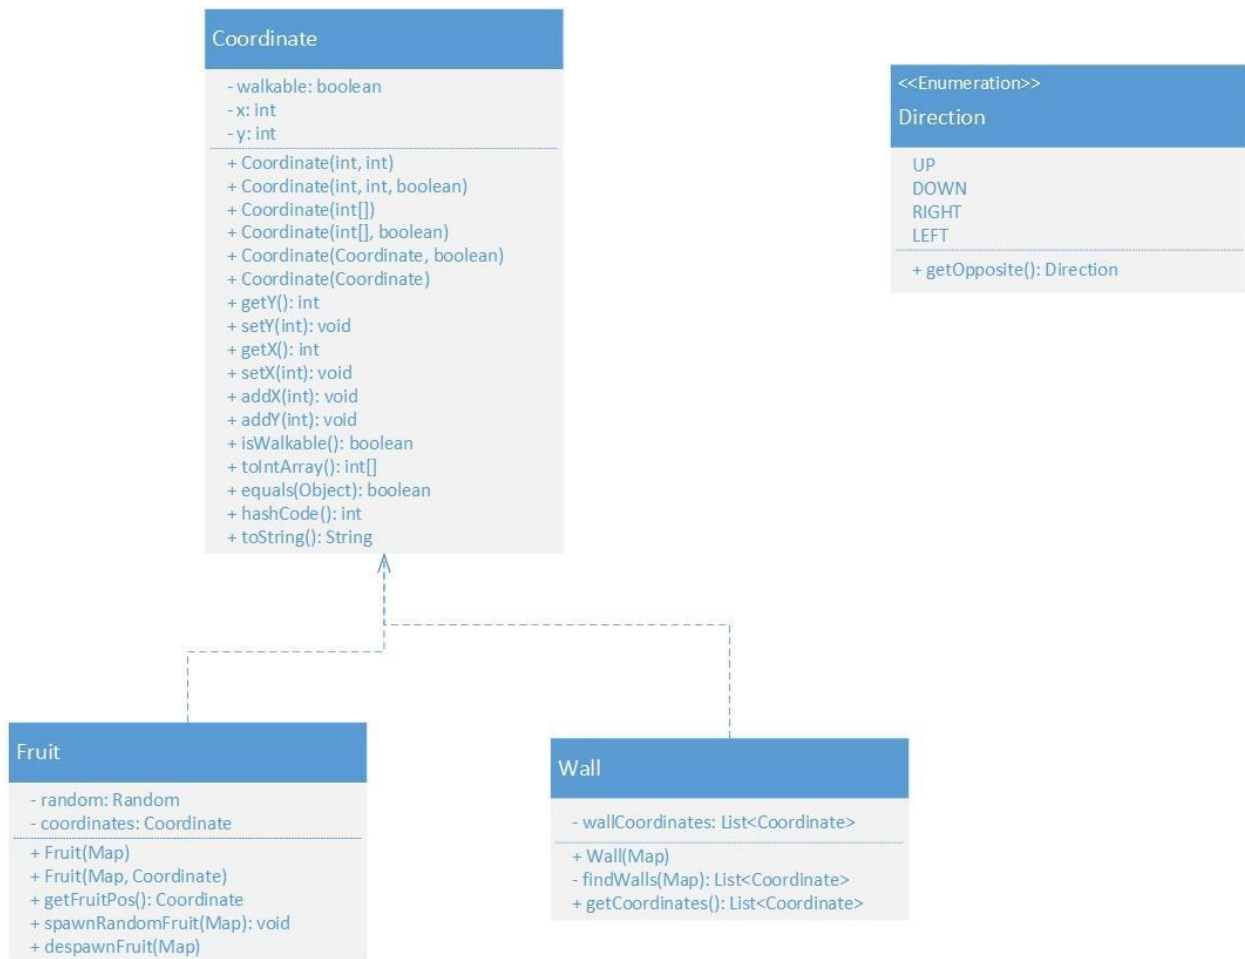 Coordinate
- walkable: boolean
- x: int
- y: int
+ Coordinate(int, int)
+ Coordinate(int, int, boolean)
+ Coordinate(int[])
+ Coordinate(int[], boolean)
+ Coordinate(Coordinate, boolean)
+ Coordinate(Coordinate)
+ getY(): int
+ setY(int): void
+ getX(): int
+ setX(int): void
+ addX(int): void
+ addY(int): void
+ isWalkable(): boolean
+ toIntArray(): int[]
+ equals(Object): boolean
+ hashCode(): int
+ toString(): String
<<Enumeration>>
Direction
UP
DOWN
RIGHT
LEFT
+ getOpposite(): Direction
Fruit
- random: Random
- coordinates: Coordinate
+ Fruit(Map)
+ Fruit(Map, Coordinate)
+ getFruitPos(): Coordinate
+ spawnRandomFruit(Map): void
+ despawnFruit(Map)
Wall
- wallCoordinates: List<Coordinate>
+ Wall(Map)
- findWalls(Map): List<Coordinate>
+ getCoordinates(): List<Coordinate>